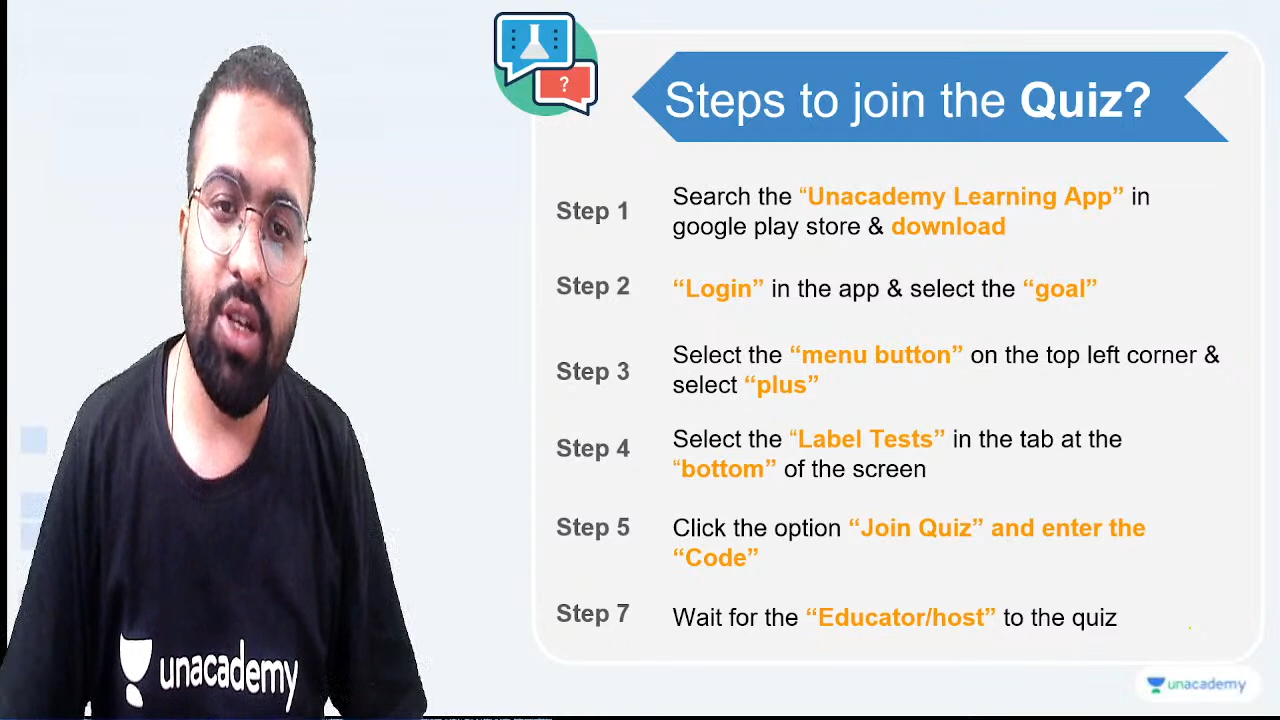 ?
Steps to join the Quiz?
Step 1
Search the “Unacademy Learning App” in
google play store & download
Step 2
“Login” in the app & select the “goal”
Step 3
Select the “menu button” on the top left corner &
select “plus”
Step 4
Select the “Label Tests” in the tab at the
“bottom” of the screen
Step 5
Click the option “Join Quiz” and enter the
“Code”
Step 7
Wait for the “Educator/host” to the quiz
unacademy
unacademy